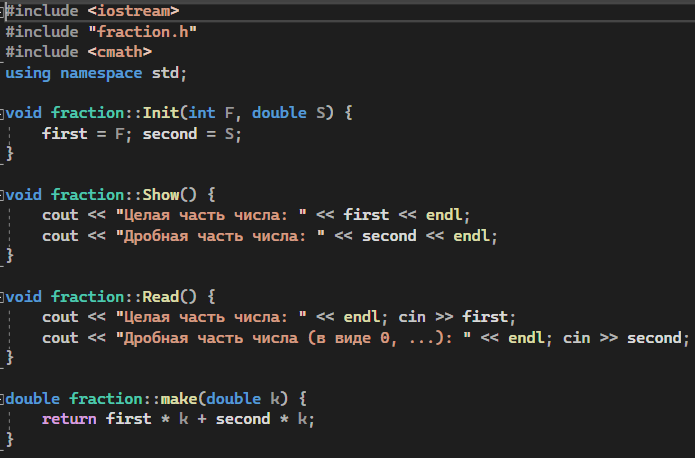 #include <iostream>
#include "fraction.h"
#include <cmath>
using namespace std;
void fraction::Init(int F, double S) {
first = F; second = S;
}
void fraction::Show() {
cout << "Целая часть числа: " << first << endl;
cout << "Дробная часть числа: " << second << endl;
}
void fraction::Read() {
cout << "Целая часть числа: " << endl; cin >> first;
cout << "Дробная часть числа (в виде 0, ...): " << endl; cin >> second;
}
double fraction::make(double k) {
return first * k + second * k;
}